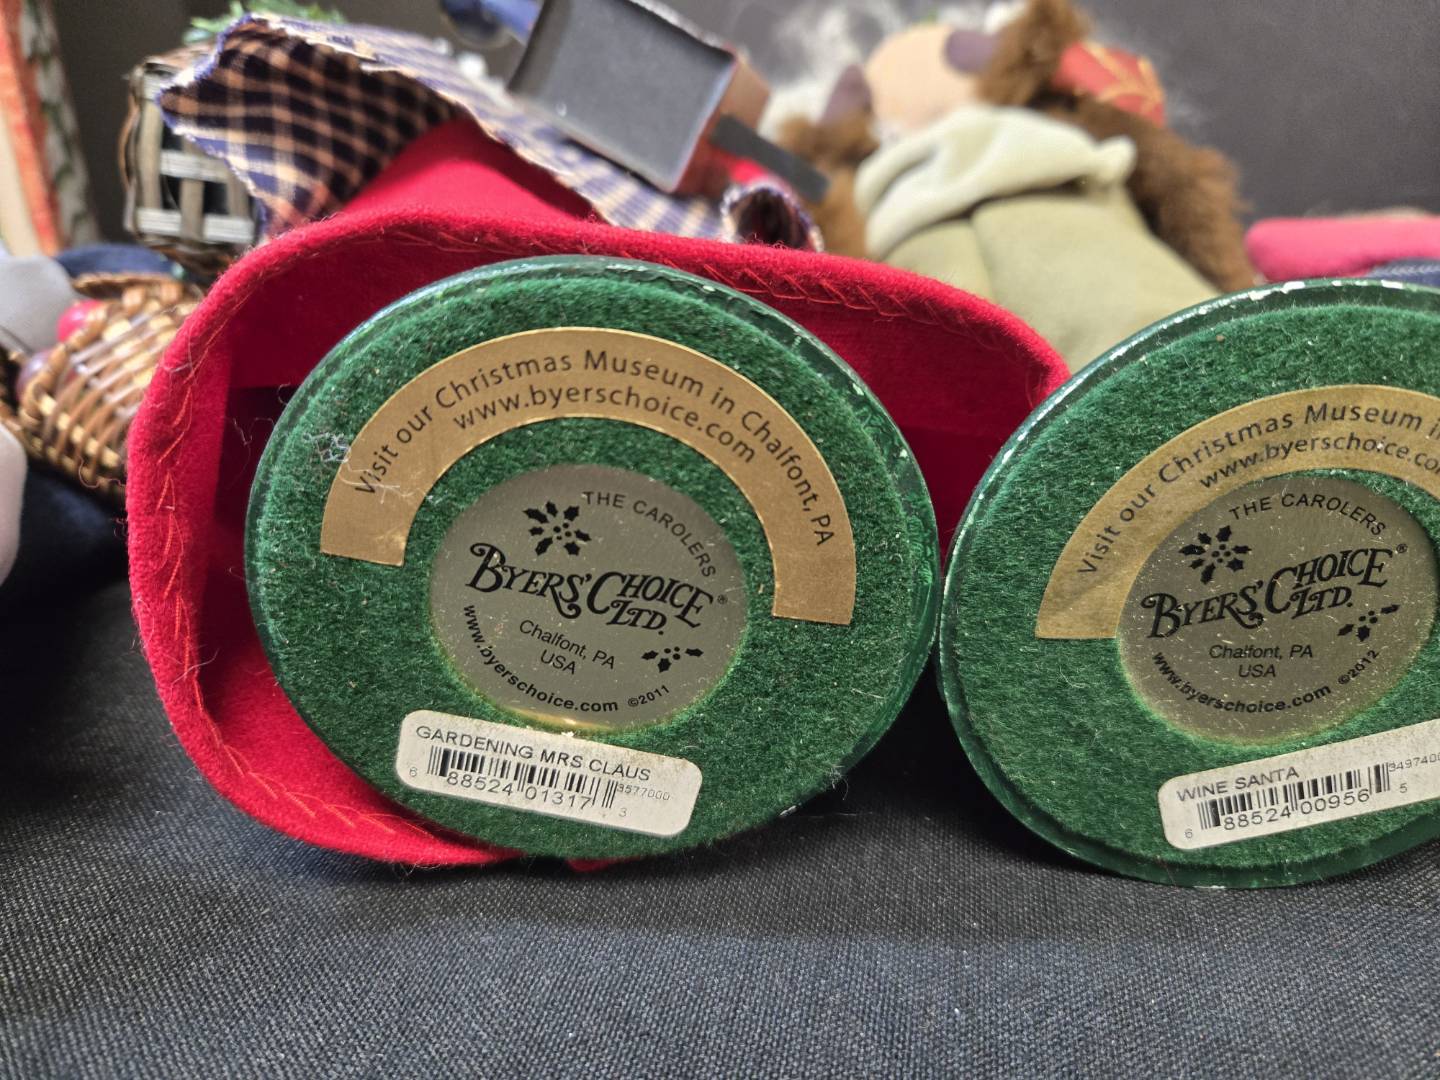 Visit our Christmas Museum in Chalfont, PA
www.byerschoice.com
THE CAROLERS
BYERS' CHOICE
LTD.
®
Chalfont, PA
USA
www.byerschoice.com ©2011
GARDENING MRS CLAUS
3577000
6 88524 01317 3
Visit our Christmas Museum
www.byerschoice.co
THE CAROLERS
BYERS' CHOICE
LTD.
®
Chalfont, PA
USA
www.byerschoice.com ©2012
WINE SANTA
3497400
6 88524 00956 5